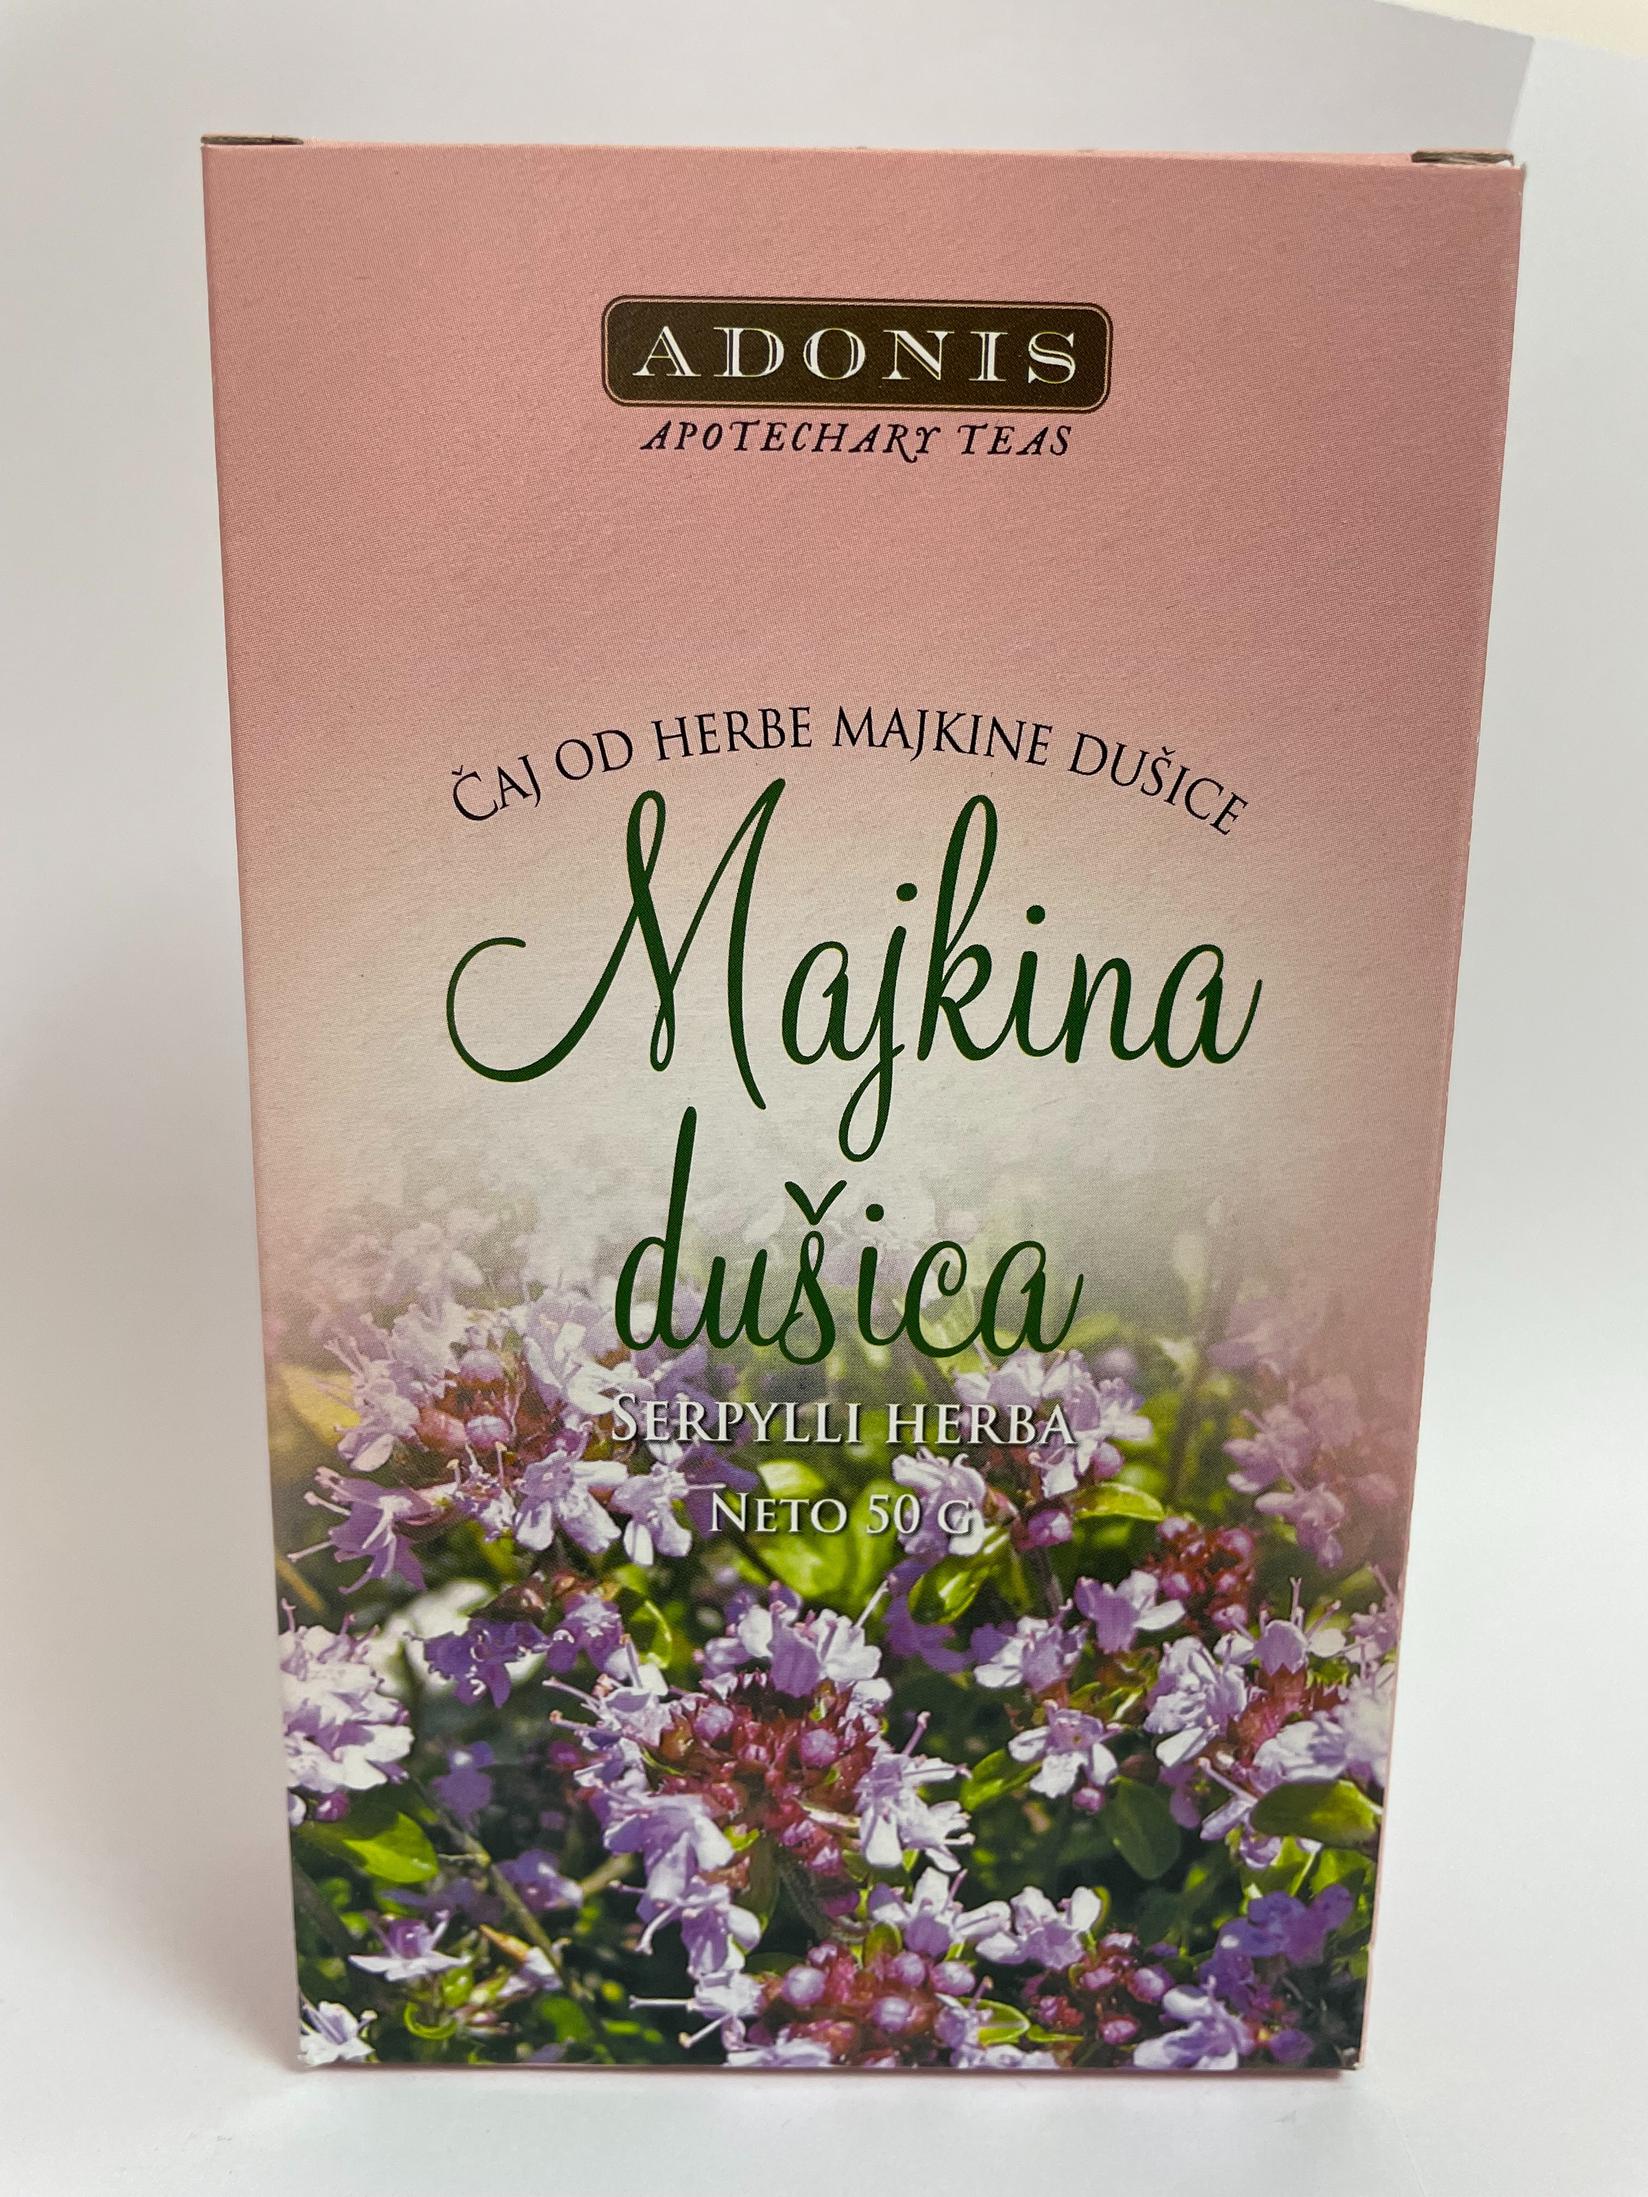 ADONIS
APOTECHARY TEAS
ČAJ OD HERBE MAJKINE DUŠICE
Majkina
dušica
SERPYLLI HERBA
NETO 50 G